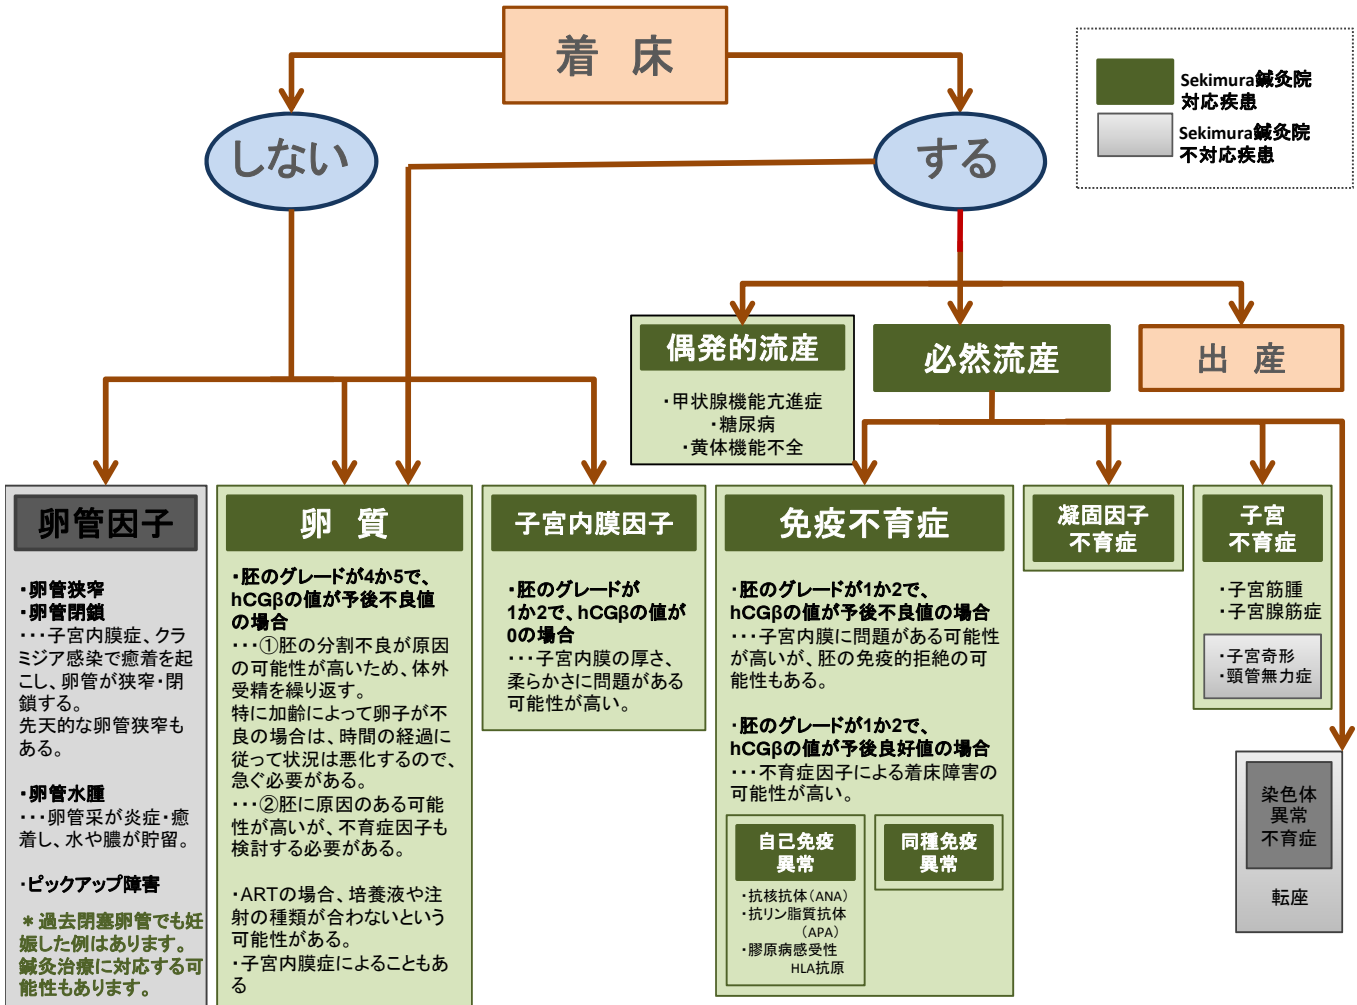 着　床
Sekimura鍼灸院
対応疾患
Sekimura鍼灸院
不対応疾患
しない
する
偶発的流産
・甲状腺機能亢進症
・糖尿病
・黄体機能不全
必然流産
出 産
卵管因子
・卵管狭窄
・卵管閉鎖
・・・子宮内膜症、クラ
ミジア感染で癒着を起
こし、卵管が狭窄・閉
鎖する。
先天的な卵管狭窄も
ある。
・卵管水腫
・・・卵管采が炎症・癒
着し、水や膿が貯留。
・ピックアップ障害
＊過去閉塞卵管でも妊
娠した例はあります。
鍼灸治療に対応する可
能性もあります。
卵　質
・胚のグレードが4か5で、
hCGβの値が予後不良値
の場合
・・・①胚の分割不良が原因
の可能性が高いため、体外
受精を繰り返す。
特に加齢によって卵子が不
良の場合は、時間の経過に
従って状況は悪化するので、
急ぐ必要がある。
・・・②胚に原因のある可能
性が高いが、不育症因子も
検討する必要がある。
・ARTの場合、培養液や注
射の種類が合わないという
可能性がある。
・子宮内膜症によることもあ
る
子宮内膜因子
・胚のグレードが
1か2で、hCGβの値が
0の場合
・・・子宮内膜の厚さ、
柔らかさに問題がある
可能性が高い。
免疫不育症
・胚のグレードが1か2で、
hCGβの値が予後不良値の場合
・・・子宮内膜に問題がある可能性
が高いが、胚の免疫的拒絶の可
能性もある。
・胚のグレードが1か2で、
hCGβの値が予後良好値の場合
・・・不育症因子による着床障害の
可能性が高い。
自己免疫
異常
・抗核抗体（ANA）
・抗リン脂質抗体
（APA）
・膠原病感受性
HLA抗原
同種免疫
異常
凝固因子
不育症
子宮
不育症
・子宮筋腫
・子宮腺筋症
・子宮奇形
・頸管無力症
染色体
異常
不育症
転座